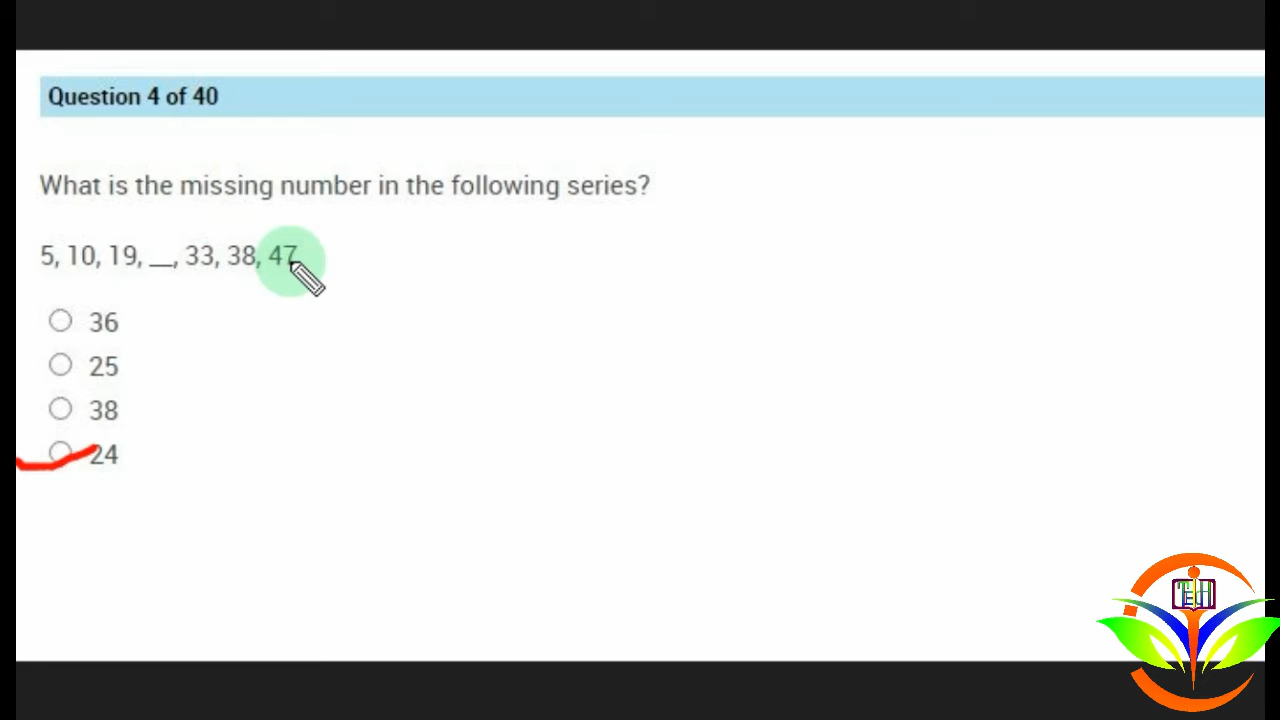 Question 4 of 40
What is the missing number in the following series?
5, 10, 19, __, 33, 38, 47
36
25
38
24